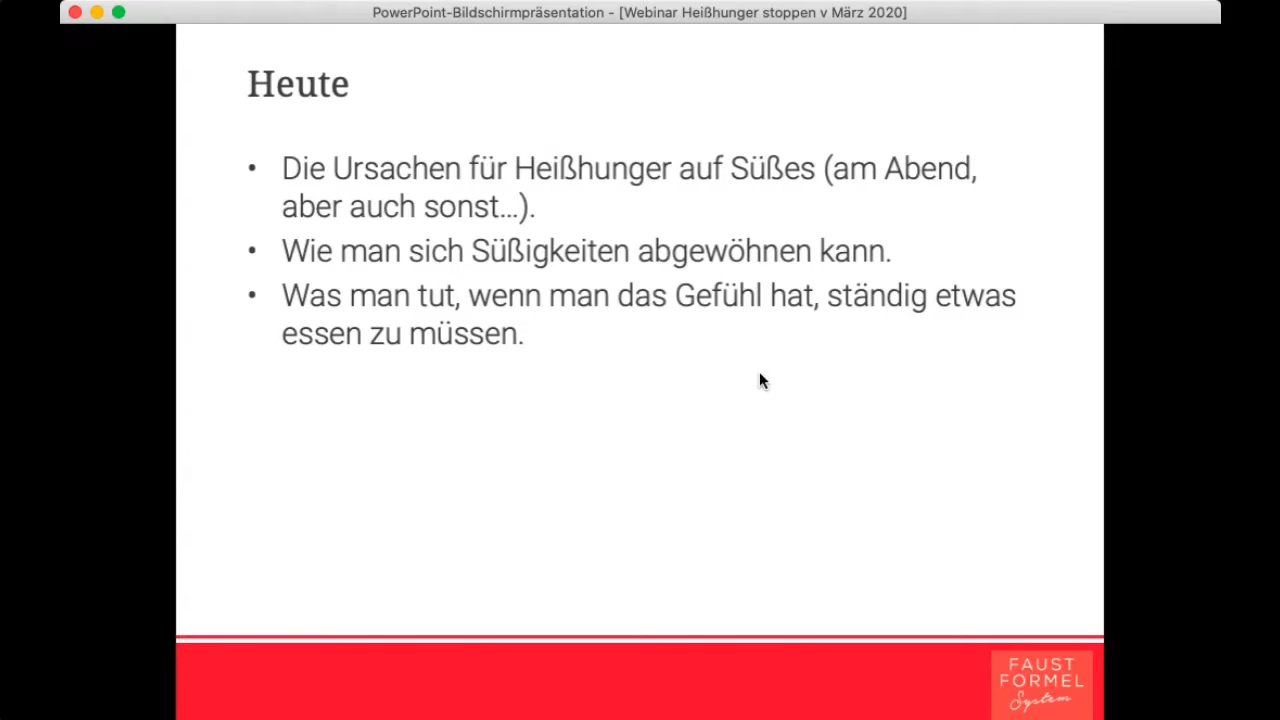 PowerPoint-Bildschirmpräsentation - [Webinar Heißhunger stoppen v März 2020]
Heute
• Die Ursachen für Heißhunger auf Süßes (am Abend,
aber auch sonst…).
• Wie man sich Süßigkeiten abgewöhnen kann.
• Was man tut, wenn man das Gefühl hat, ständig etwas
essen zu müssen.
FAUST
FORMEL
System